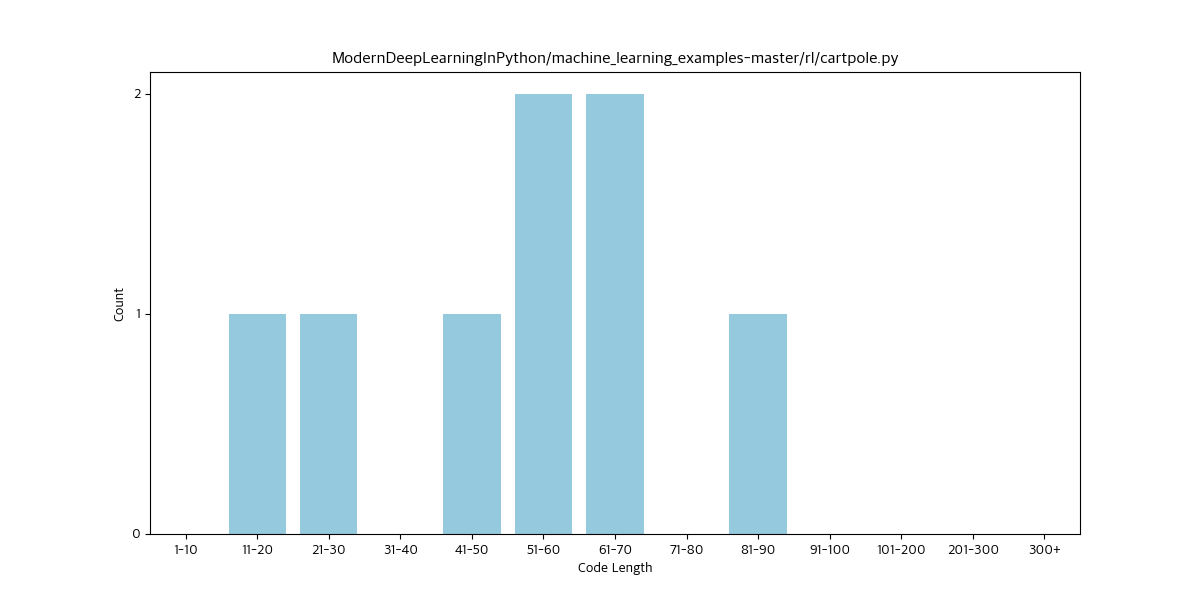 ModernDeepLearningInPython/machine_learning_examples-master/rl/cartpole.py
2
1
0
Count
1-10 11-20 21-30 31-40 41-50 51-60 61-70 71-80 81-90 91-100 101-200 201-300 300+
Code Length